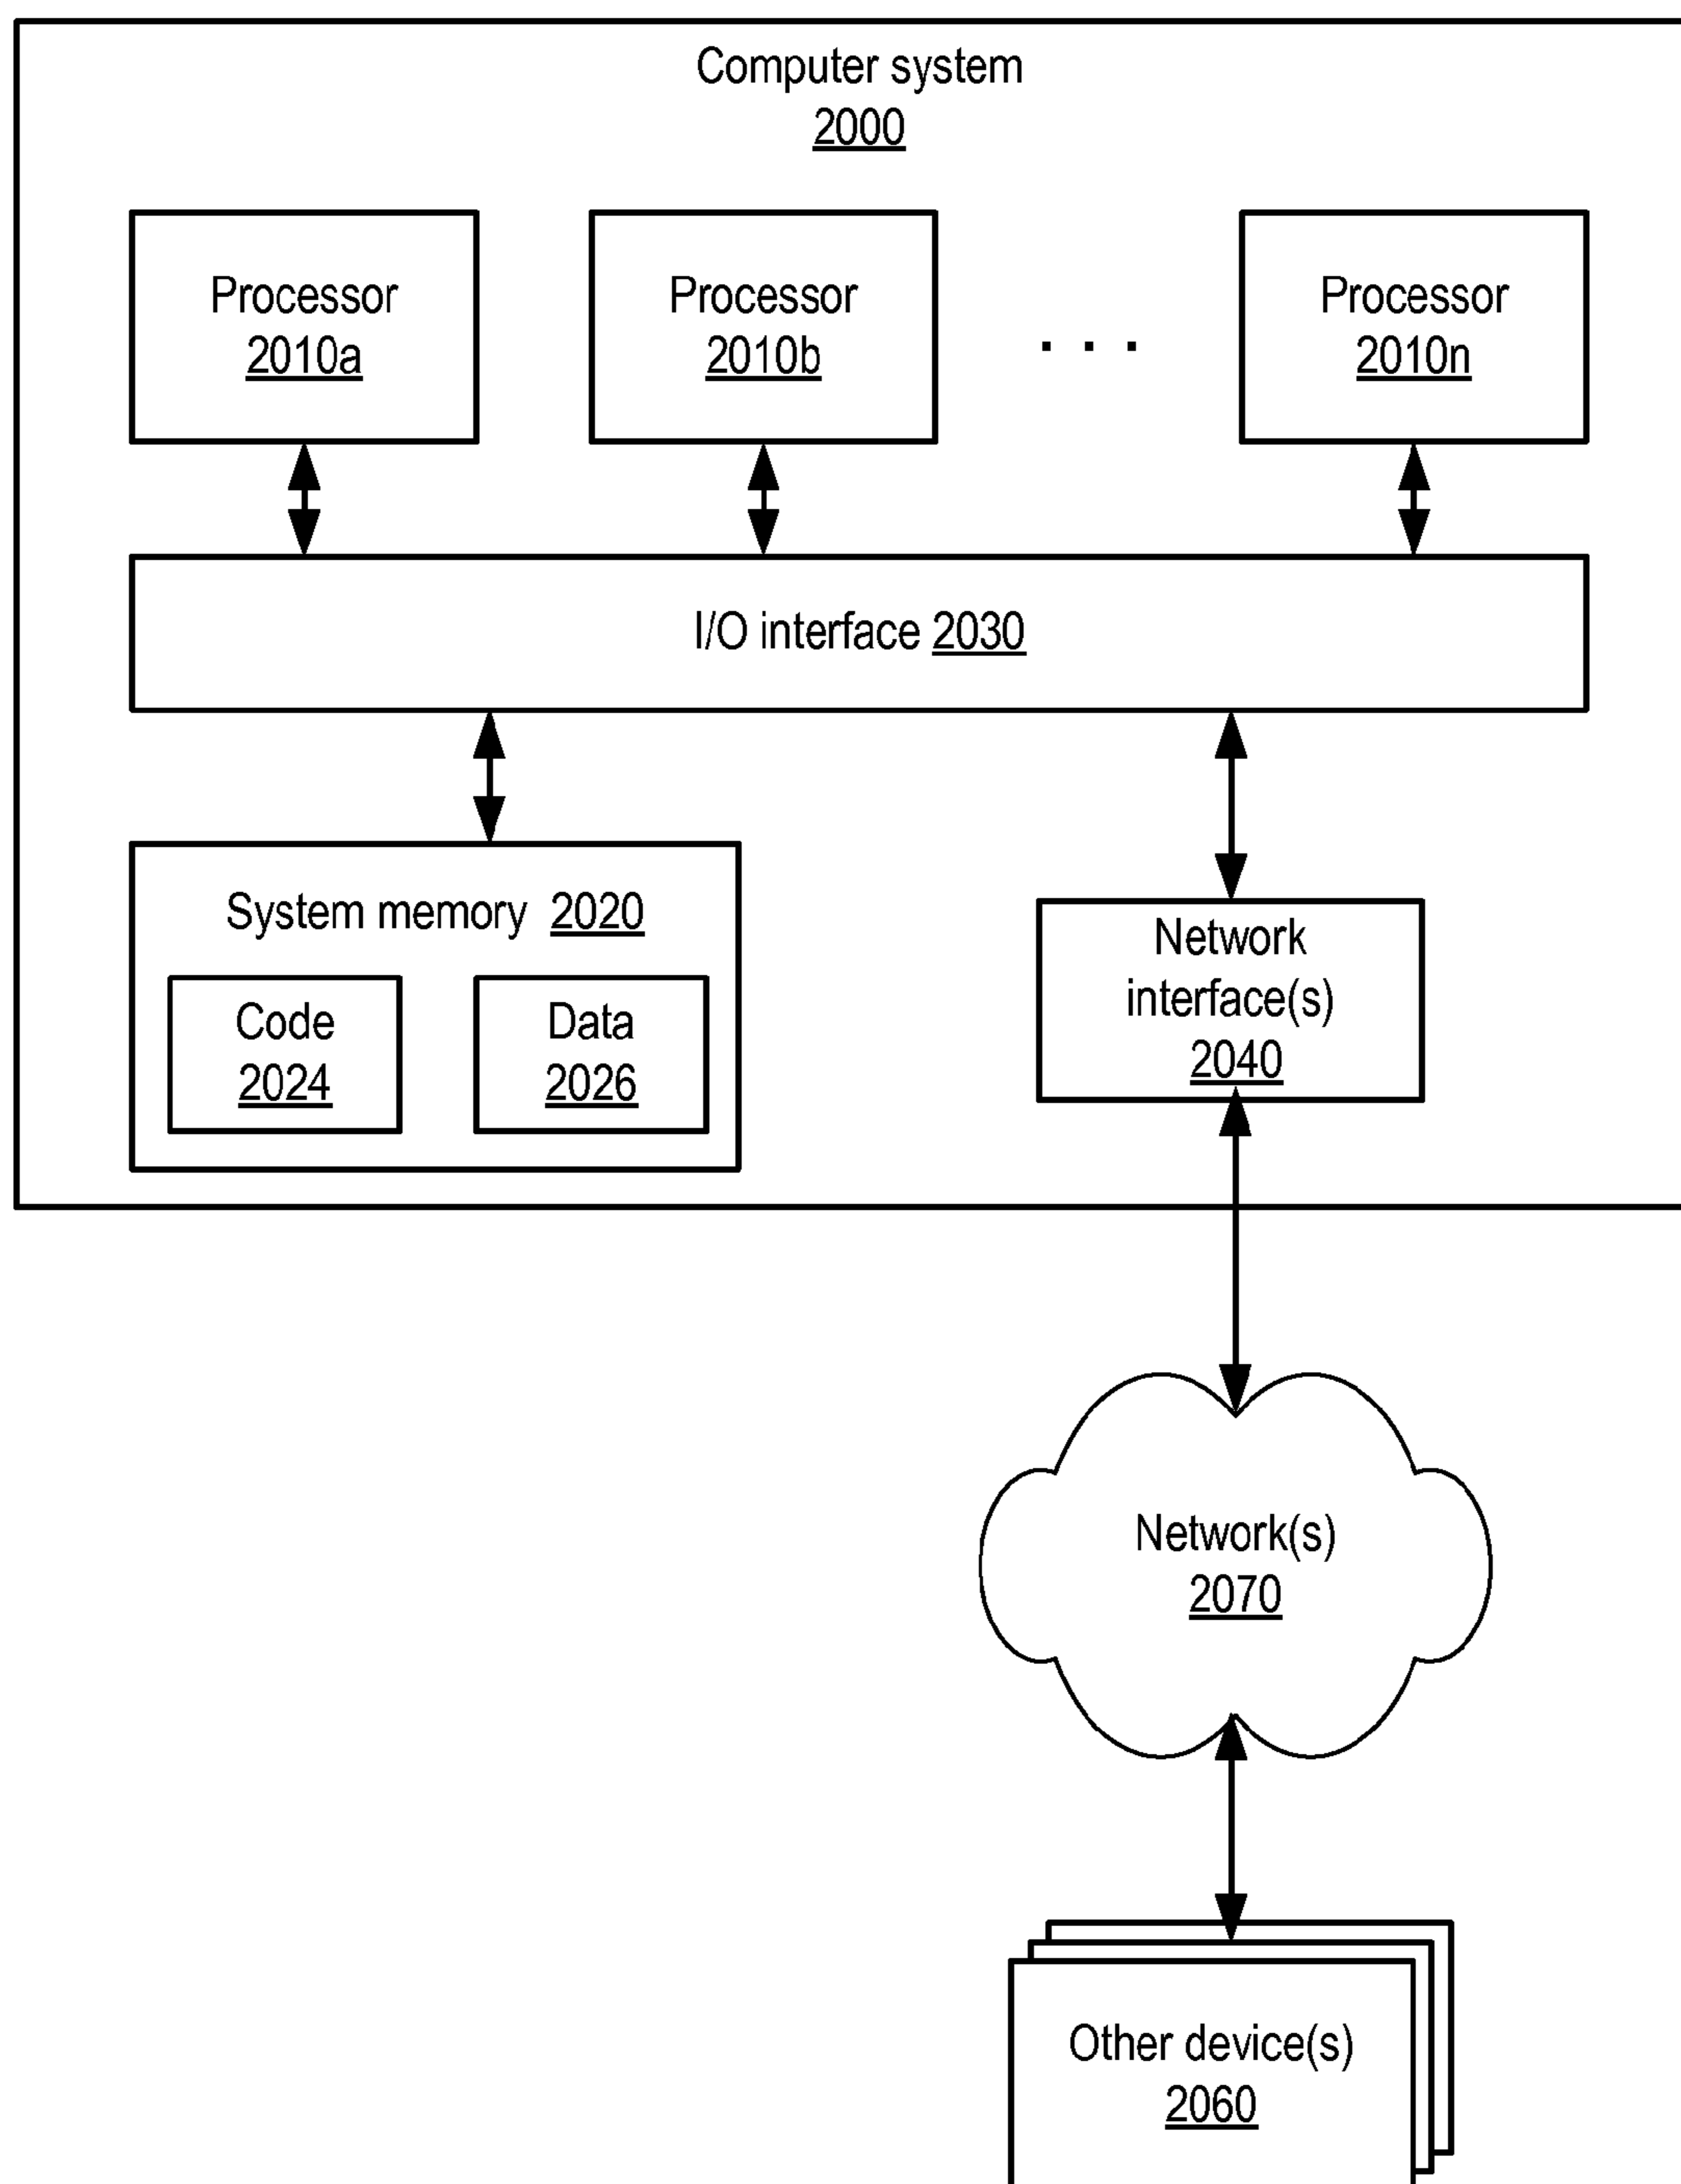 Computer system
2000
Processor
2010a
Processor
2010b
. . .
Processor
2010n
I/O interface 2030
System memory 2020
Code
2024
Data
2026
Network
interface(s)
2040
Network(s)
2070
Other device(s)
2060